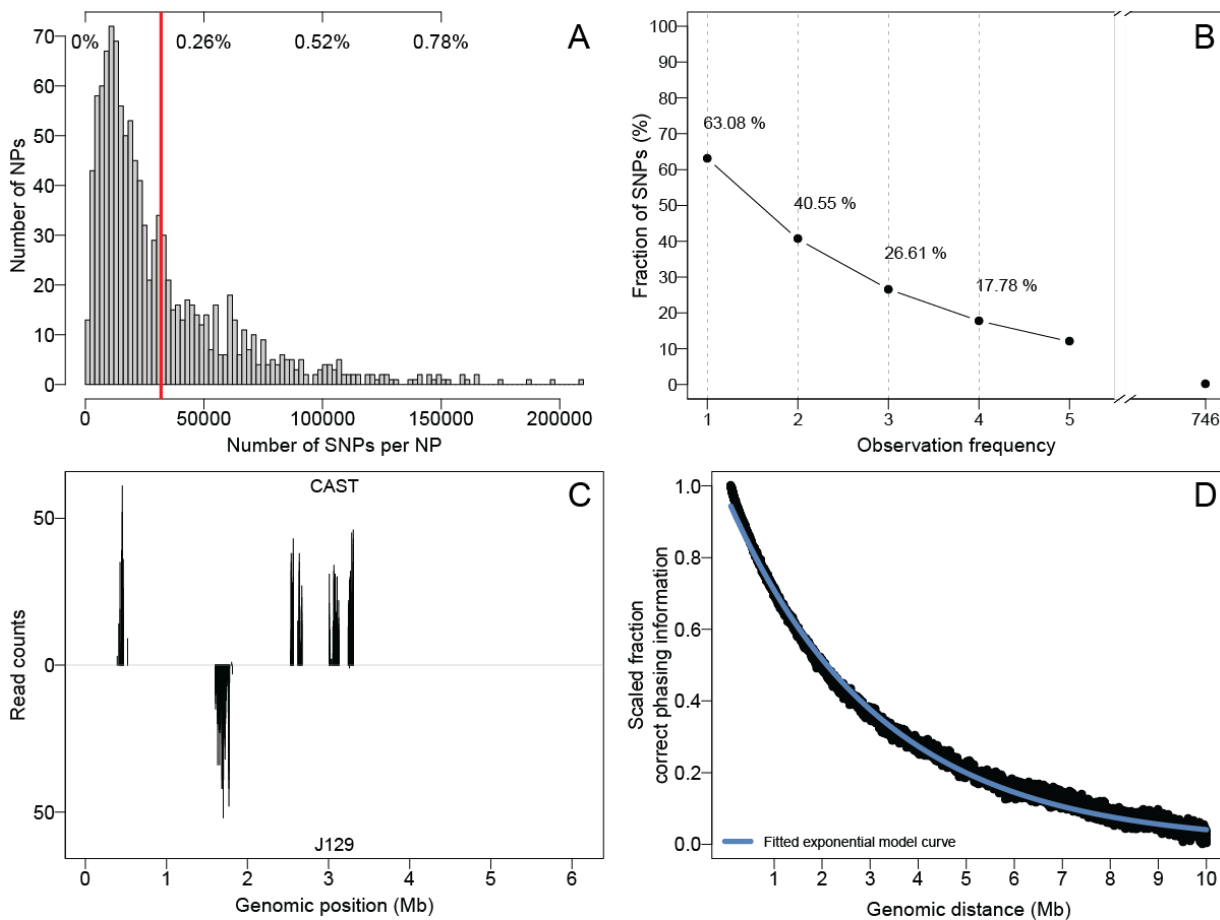 A
0% 0.26% 0.52% 0.78%
70
60
50
40
30
20
10
0
Number of NPs
0 50000 100000 150000 200000
Number of SNPs per NP
B
100
90
80
70
60
50
40
30
20
10
0
Fraction of SNPs (%)
63.08 %
40.55 %
26.61 %
17.78 %
1 2 3 4 5 746
Observation frequency
C
CAST
50
0
50
Read counts
J129
0 1 2 3 4 5 6
Genomic position (Mb)
D
1.0
0.8
0.6
0.4
0.2
0.0
Scaled fraction
correct phasing information
Fitted exponential model curve
1 2 3 4 5 6 7 8 9 10
Genomic distance (Mb)